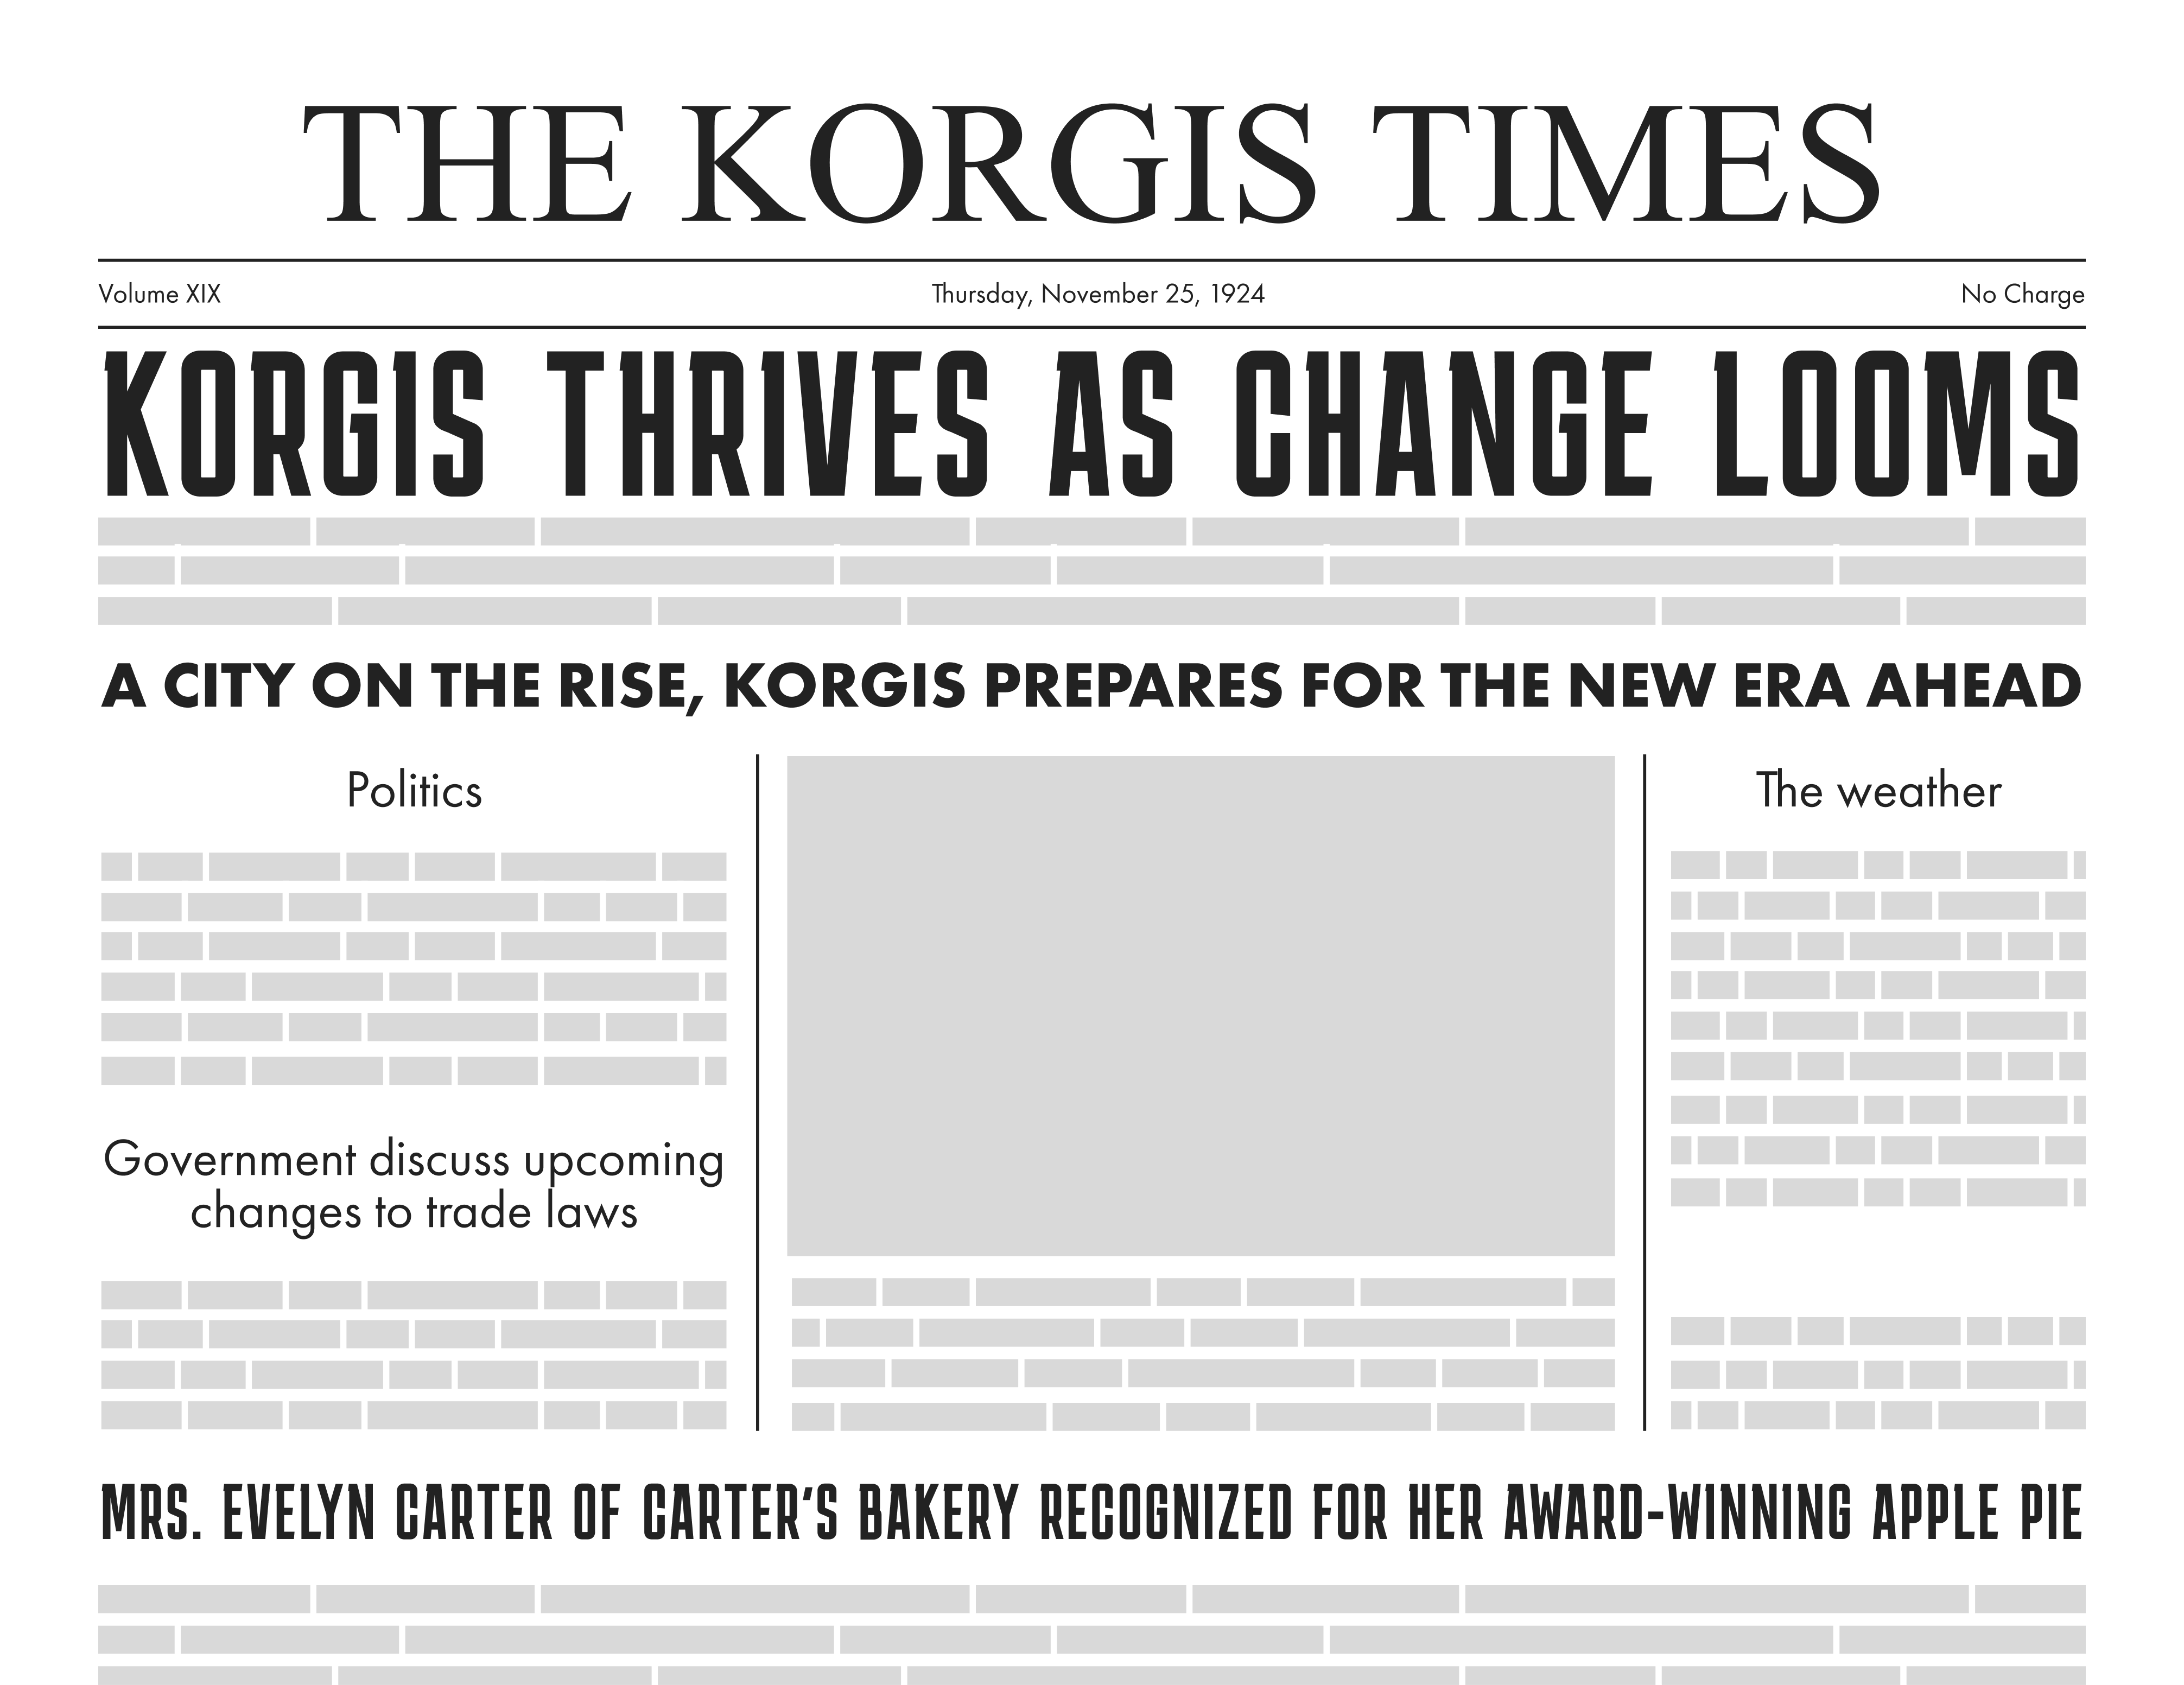 THE KORGIS TIMES
Volume XIX
Thursday, November 25, 1924
No Charge
KORGIS THRIVES AS CHANGE LOOMS
A CITY ON THE RISE, KORGIS PREPARES FOR THE NEW ERA AHEAD
Politics
Government discuss upcoming
changes to trade laws
The weather
MRS. EVELYN CARTER OF CARTER'S BAKERY RECOGNIZED FOR HER AWARD-WINNING APPLE PIE